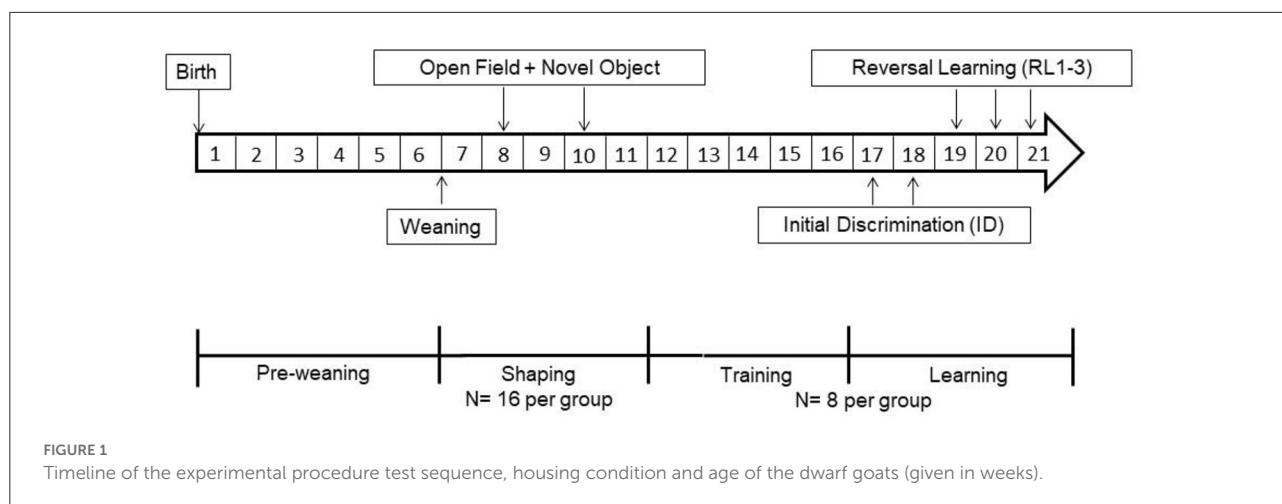 Birth
Open Field + Novel Object
Reversal Learning (RL1-3)
1 2 3 4 5 6 7 8 9 10 11 12 13 14 15 16 17 18 19 20 21
Weaning
Initial Discrimination (ID)
Pre-weaning
Shaping
Training
Learning
N= 16 per group
N= 8 per group
FIGURE 1
Timeline of the experimental procedure test sequence, housing condition and age of the dwarf goats (given in weeks).